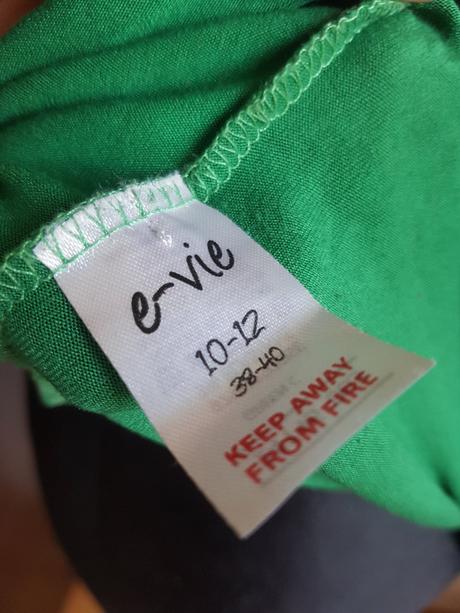 e-vie
10-12
38-40
KEEP AWAY
FROM FIRE